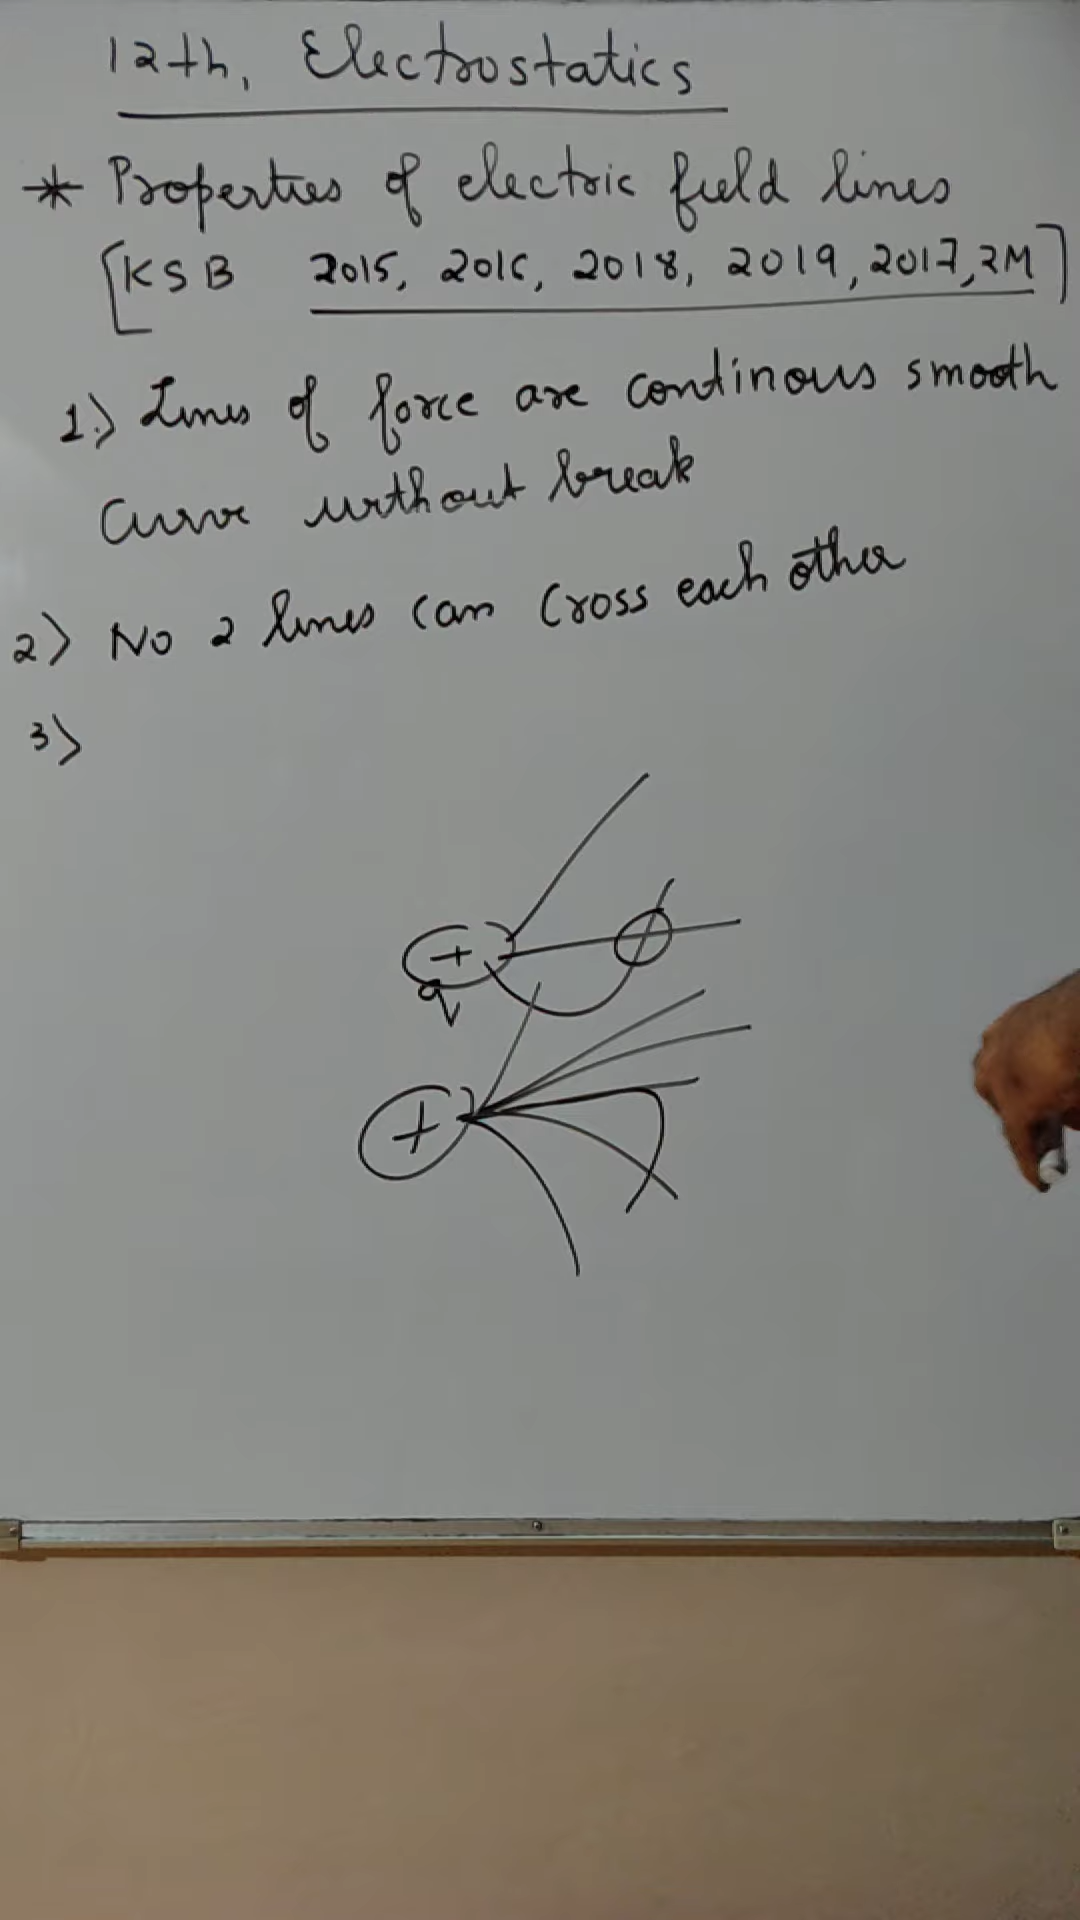 12th, Electrostatics
* Properties of electric field lines
[KSB 2015, 2016, 2018, 2019, 2017, 2M]
1.) Lines of force are continous smooth
Curve without break
2) No 2 lines can cross each other
3)
+
q
+